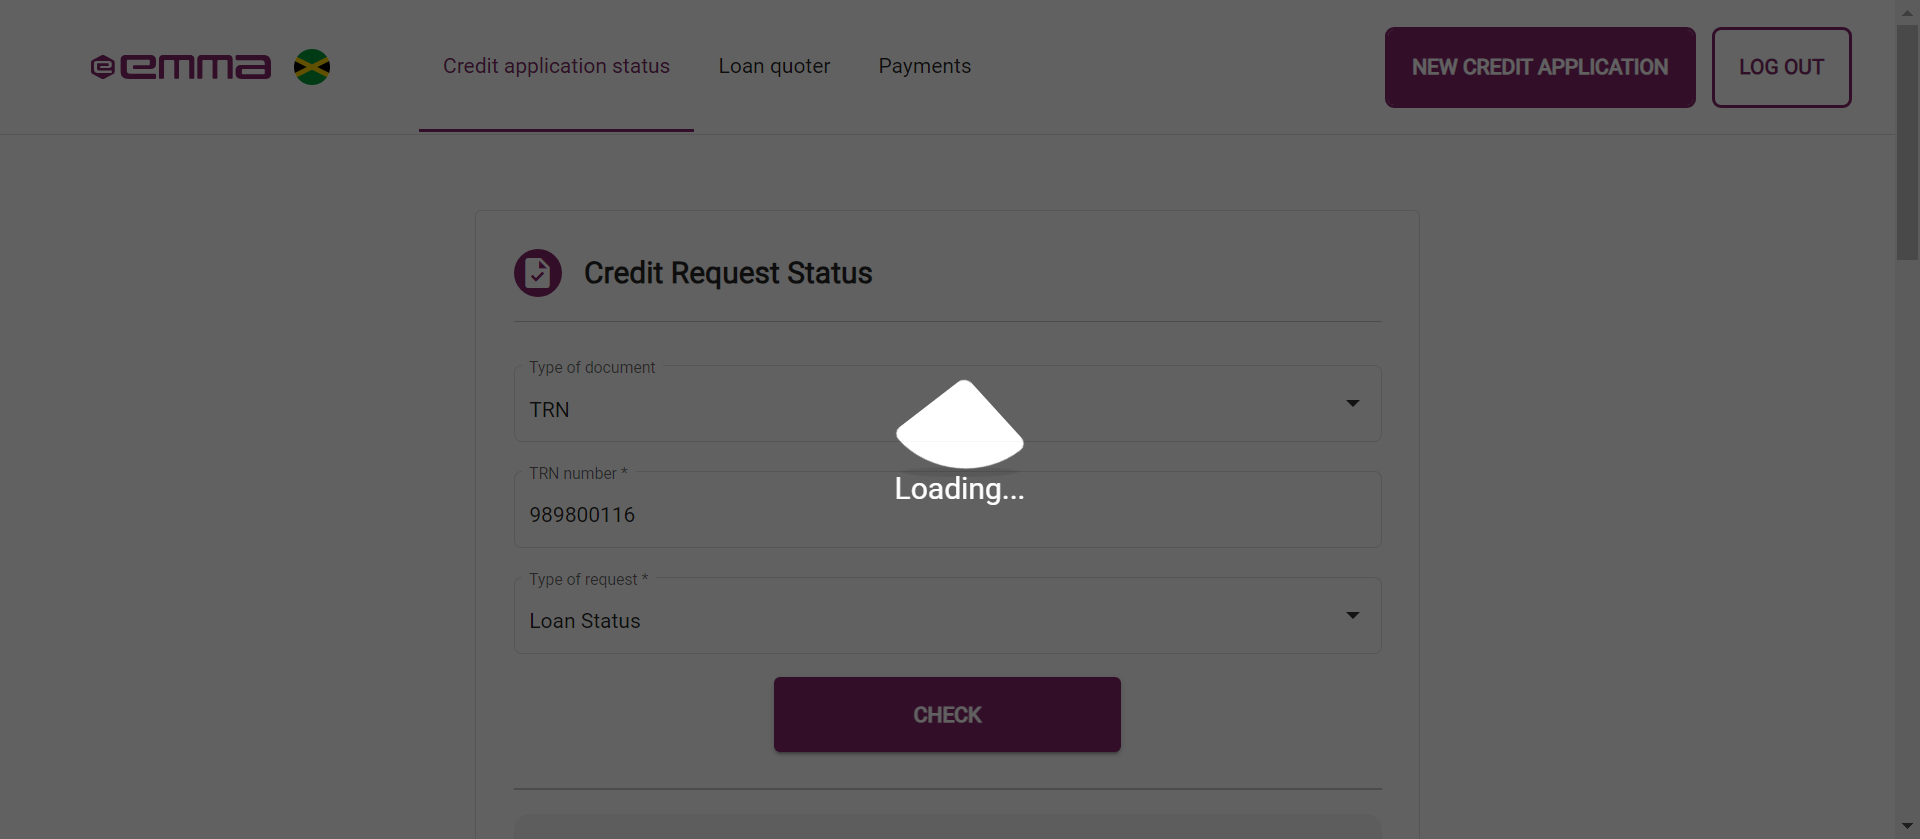 emma
Credit application status
Loan quoter
Payments
NEW CREDIT APPLICATION
LOG OUT
Credit Request Status
Type of document
TRN
TRN number *
989800116
Loading...
Type of request *
Loan Status
CHECK